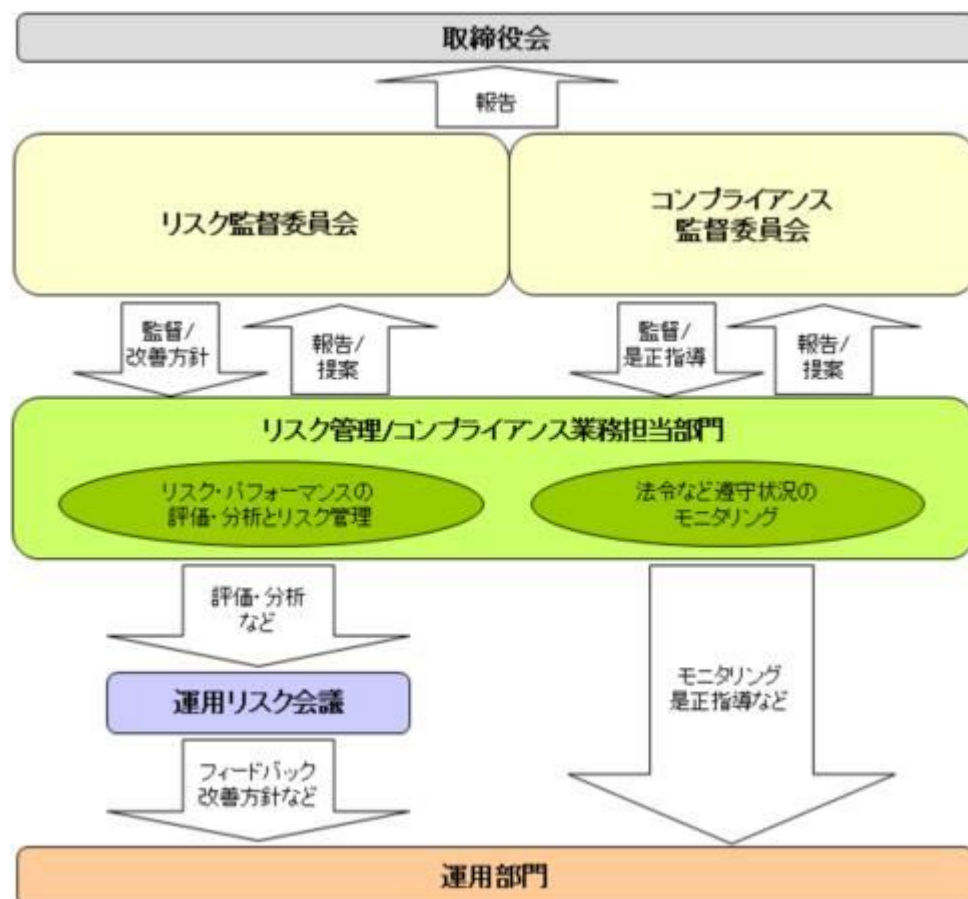 取締役会
報告
リスク監督委員会
コンプライアンス
監督委員会
監督/
改善方針
報告/
提案
監督/
是正指導
報告/
提案
リスク管理/コンプライアンス業務担当部門
リスク・パフォーマンスの
評価・分析とリスク管理
法令など遵守状況の
モニタリング
評価・分析
など
運用リスク会議
モニタリング
是正指導など
フィードバック
改善方針など
運用部門